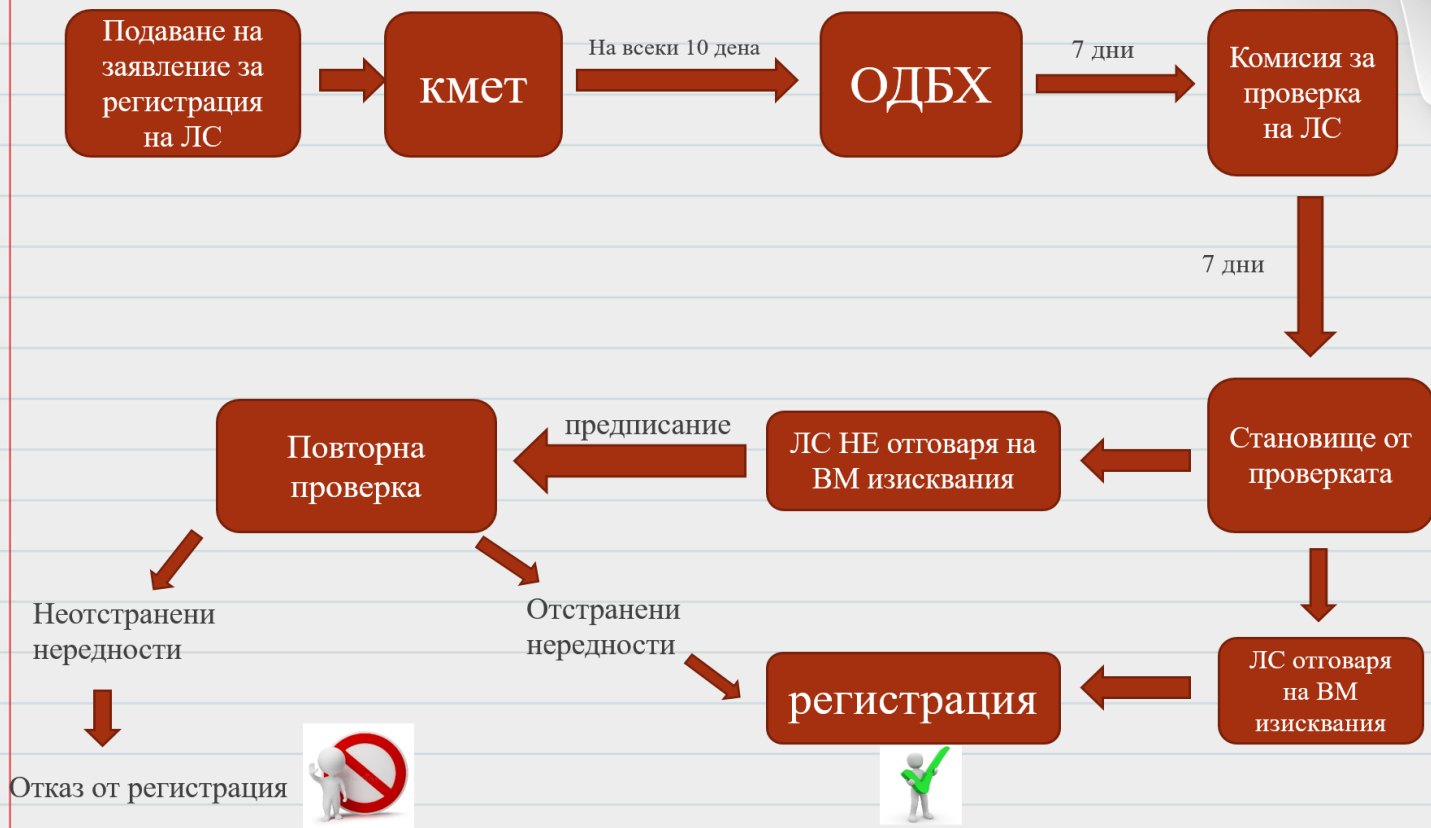 Подаване на
заявление за
регистрация
на ЛС
кмет
На всеки 10 дена
ОДБХ
7 дни
Комисия за
проверка
на ЛС
7 дни
Становище от
проверката
ЛС НЕ отговаря на
ВМ изисквания
предписание
Повторна
проверка
Неотстранени
нередности
Отстранени
нередности
ЛС отговаря
на ВМ
изисквания
регистрация
Отказ от регистрация